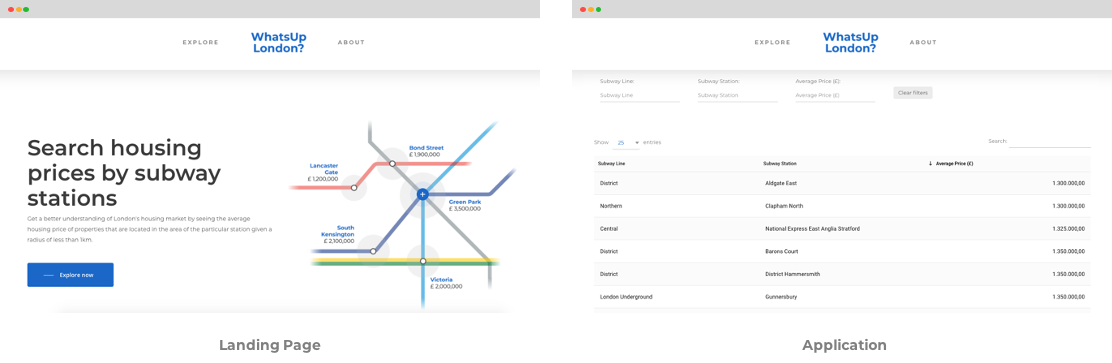 EXPLORE
WhatsUp
London?
ABOUT
Search housing
prices by subway
stations
Get a better understanding of London's housing market by seeing the average
housing price of properties that are located in the area of the particular station given a
radius of less than 1km.
Explore now
Bond Street
£ 1,900,000
Lancaster
Gate
£ 1,200,000
Green Park
£ 3,500,000
South
Kensington
£ 2,100,000
Victoria
£ 2,000,000
Landing Page
EXPLORE
WhatsUp
London?
ABOUT
Subway Line: Subway Station: Average Price (£):
Subway Line Subway Station Average Price (£) Clear filters
Show 25 entries Search:
Subway Line Subway Station Average Price (£)
District Aldgate East 1.300.000,00
Northern Clapham North 1.300.000,00
Central National Express East Anglia Stratford 1.325.000,00
District Barons Court 1.350.000,00
District District Hammersmith 1.350.000,00
London Underground Gunnersbury 1.350.000,00
Application